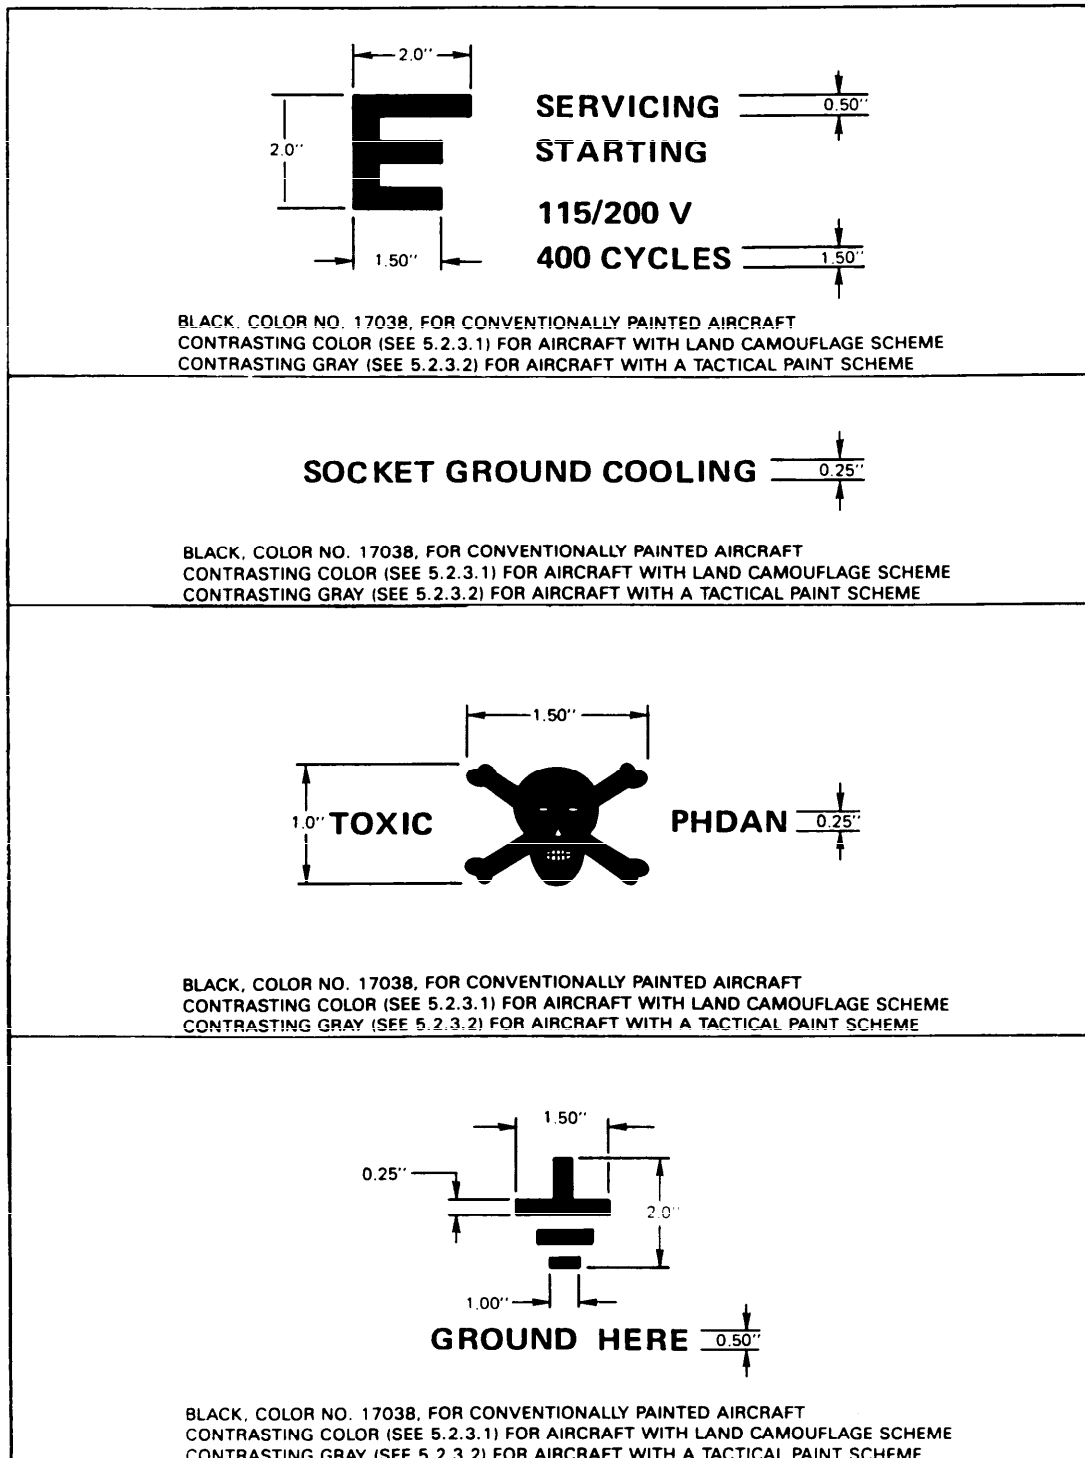 2.0"
E
SERVICING
0.50"
2.0"
STARTING
115/200 V
1.50"
400 CYCLES
1.50"
BLACK, COLOR NO. 17038, FOR CONVENTIONALLY PAINTED AIRCRAFT
CONTRASTING COLOR (SEE 5.2.3.1) FOR AIRCRAFT WITH LAND CAMOUFLAGE SCHEME
CONTRASTING GRAY (SEE 5.2.3.2) FOR AIRCRAFT WITH A TACTICAL PAINT SCHEME
SOCKET GROUND COOLING
0.25"
BLACK, COLOR NO. 17038, FOR CONVENTIONALLY PAINTED AIRCRAFT
CONTRASTING COLOR (SEE 5.2.3.1) FOR AIRCRAFT WITH LAND CAMOUFLAGE SCHEME
CONTRASTING GRAY (SEE 5.2.3.2) FOR AIRCRAFT WITH A TACTICAL PAINT SCHEME
1.50"
1.0"
TOXIC
PHDAN
0.25"
BLACK, COLOR NO. 17038, FOR CONVENTIONALLY PAINTED AIRCRAFT
CONTRASTING COLOR (SEE 5.2.3.1) FOR AIRCRAFT WITH LAND CAMOUFLAGE SCHEME
CONTRASTING GRAY (SEE 5.2.3.2) FOR AIRCRAFT WITH A TACTICAL PAINT SCHEME
1.50"
0.25"
2.0"
1.00"
GROUND HERE
0.50"
BLACK, COLOR NO. 17038, FOR CONVENTIONALLY PAINTED AIRCRAFT
CONTRASTING COLOR (SEE 5.2.3.1) FOR AIRCRAFT WITH LAND CAMOUFLAGE SCHEME
CONTRASTING GRAY (SEE 5.2.3.2) FOR AIRCRAFT WITH A TACTICAL PAINT SCHEME